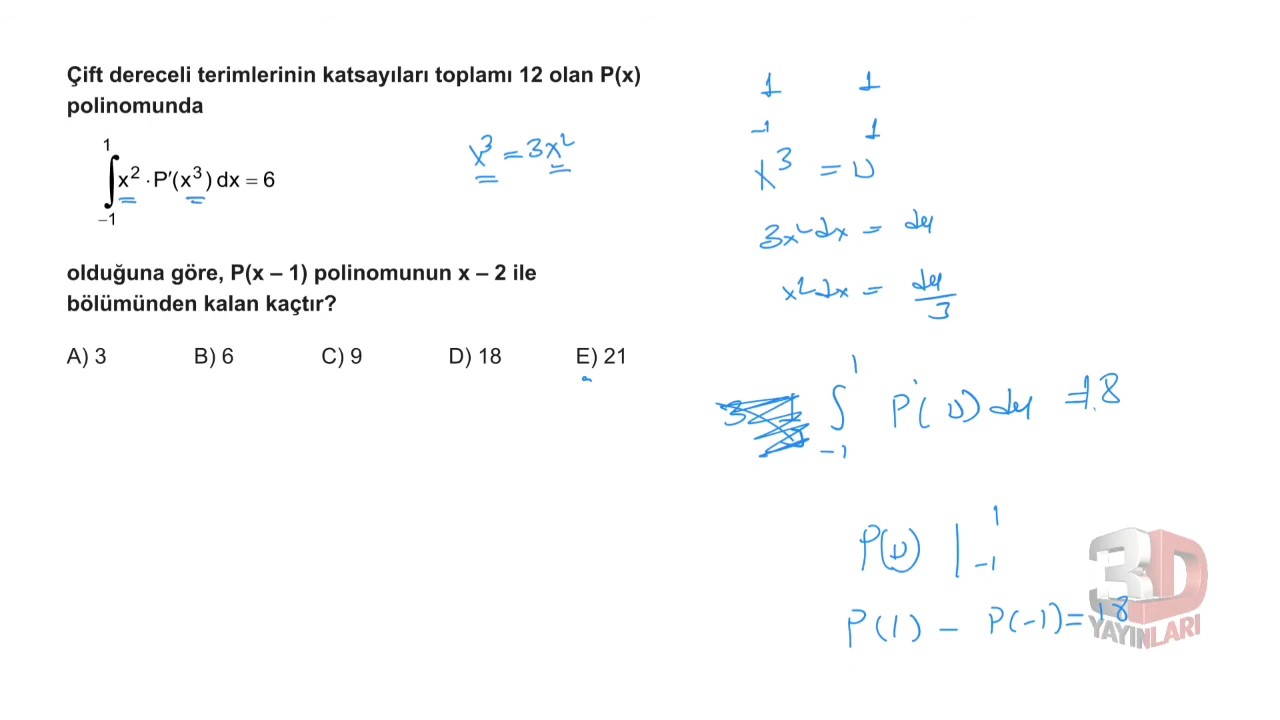 Çift dereceli terimlerinin katsayıları toplamı 12 olan P(x)
polinomunda
∫₋₁¹ x² · P′(x³) dx = 6
x³ = 3x²
olduğuna göre, P(x – 1) polinomunun x – 2 ile
bölümünden kalan kaçtır?
A) 3 B) 6 C) 9 D) 18 E) 21
1 1
-1 1
x³ = u
3x²dx = du
x²dx = du/3
∫₋₁¹ P'(u) du = 18
P(u) |₋₁¹
P(1) – P(-1) = 18
3D
YAYINLARI